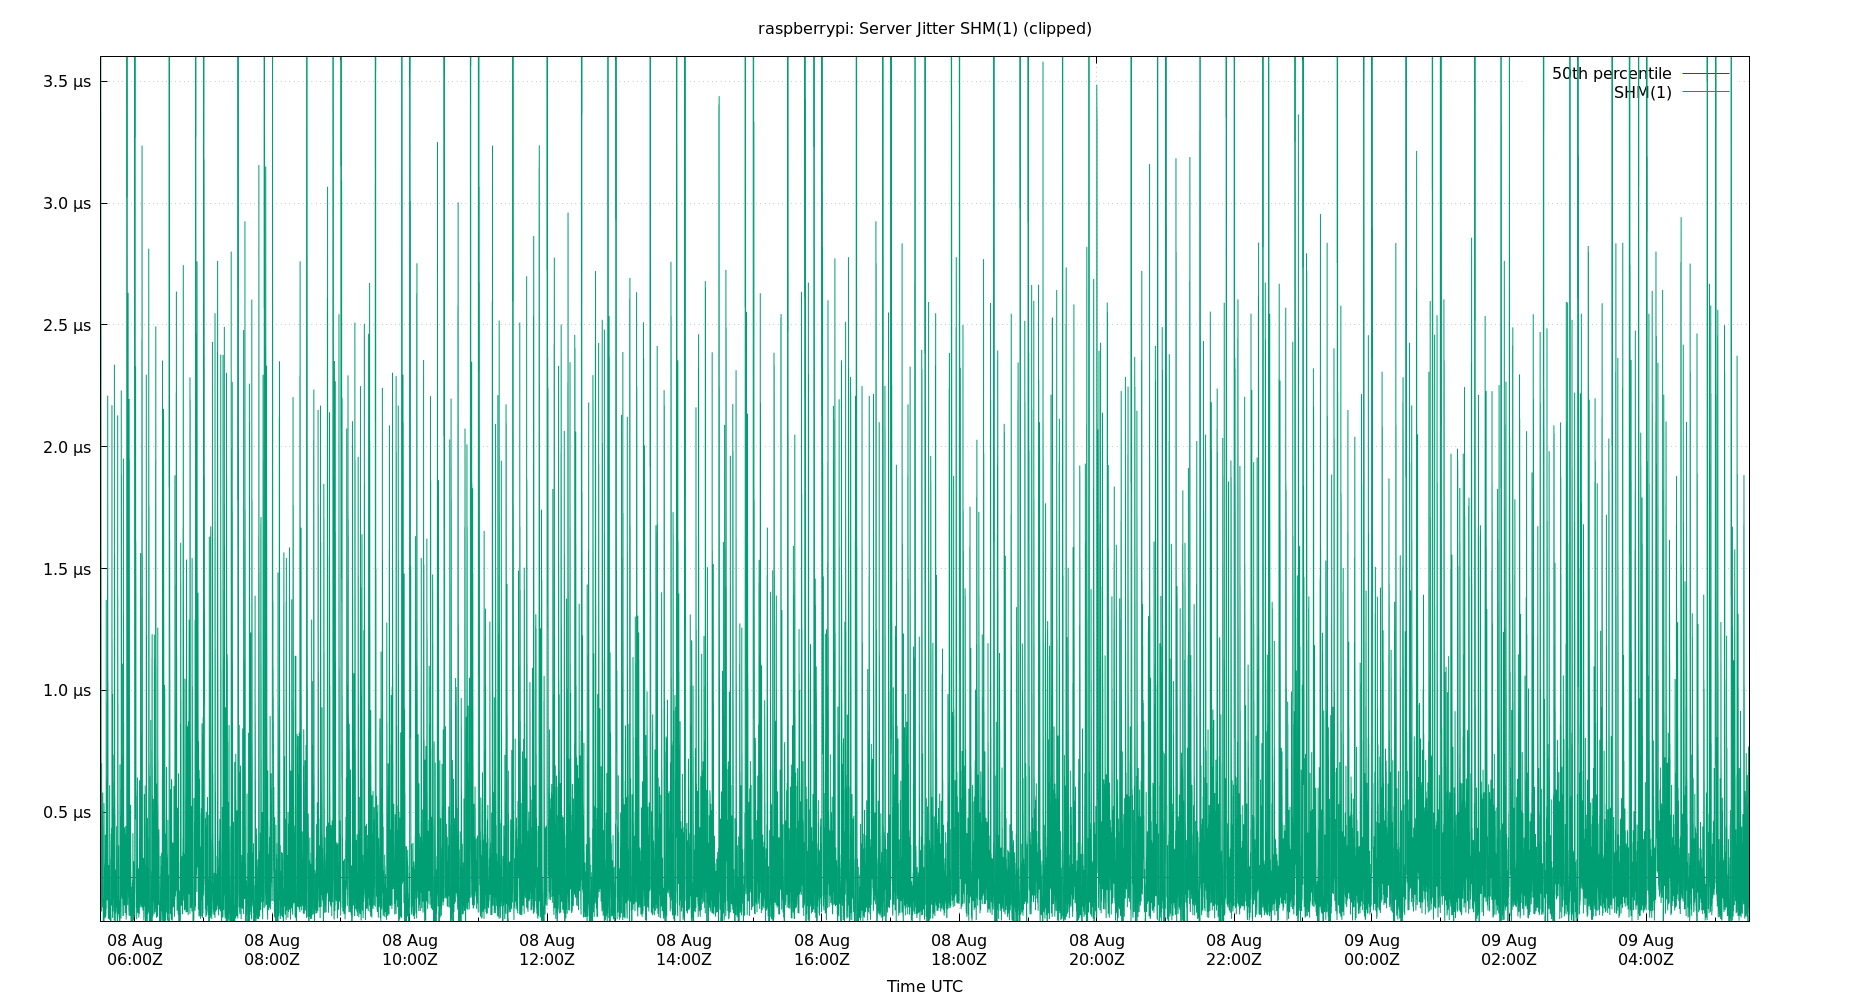 raspberrypi: Server Jitter SHM(1) (clipped)
50th percentile
SHM(1)
3.5 µs
3.0 µs
2.5 µs
2.0 µs
1.5 µs
1.0 µs
0.5 µs
08 Aug 08 Aug 08 Aug 08 Aug 08 Aug 08 Aug 08 Aug 08 Aug 08 Aug 09 Aug 09 Aug 09 Aug
06:00Z 08:00Z 10:00Z 12:00Z 14:00Z 16:00Z 18:00Z 20:00Z 22:00Z 00:00Z 02:00Z 04:00Z
Time UTC